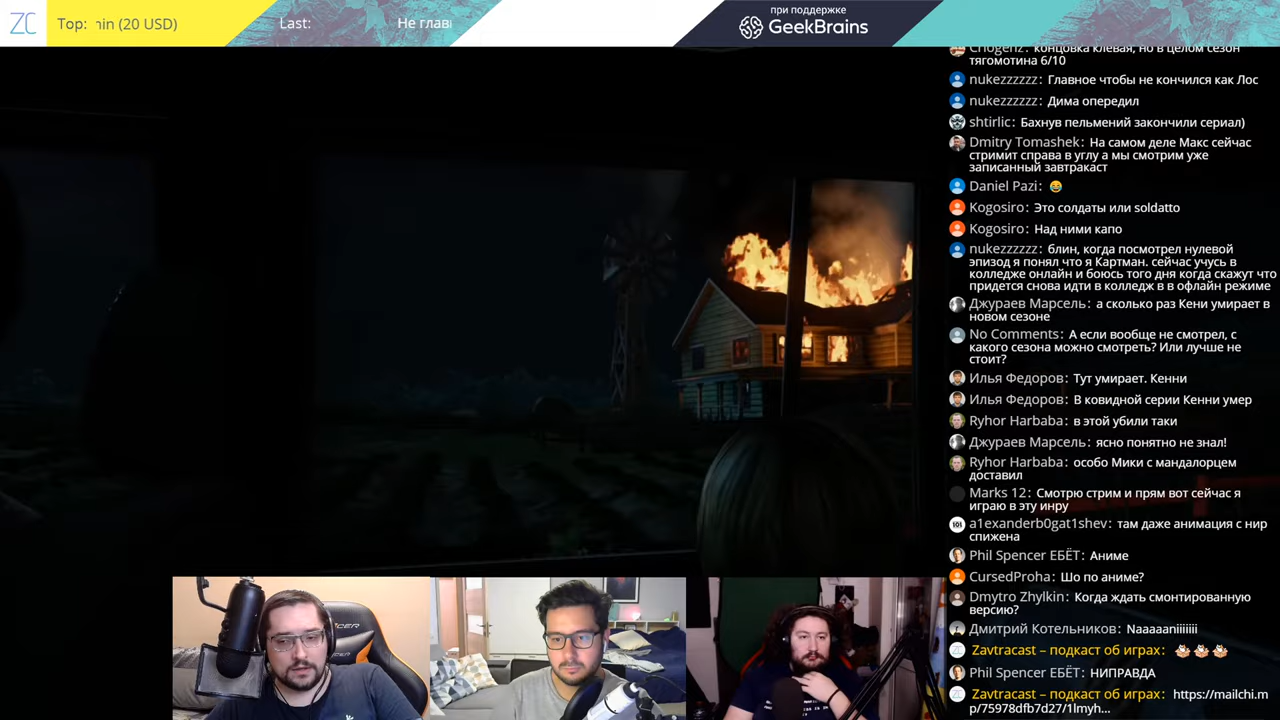 ZC
Top: nin (20 USD)
Last:
Не главн
при поддержке
GeekBrains
Chogenz: концовка клевая, но в целом сезон
тягомотина 6/10
nukezzzzzz: Главное чтобы не кончился как Лос
nukezzzzzz: Дима опередил
shtirlic: Бахнув пельмений закончили сериал)
Dmitry Tomashek: На самом деле Макс сейчас
стримит справа в углу а мы смотрим уже
записанный завтракаст
Daniel Pazi: 😂
Kogosiro: Это солдаты или soldatto
Kogosiro: Над ними капо
nukezzzzzz: блин, когда посмотрел нулевой
эпизод я понял что я Картман. сейчас учусь в
колледже онлайн и боюсь того дня когда скажут что
придется снова идти в колледж в в офлайн режиме
Джураев Марсель: а сколько раз Кени умирает в
новом сезоне
No Comments: А если вообще не смотрел, с
какого сезона можно смотреть? Или лучше не
стоит?
Илья Федоров: Тут умирает. Кенни
Илья Федоров: В ковидной серии Кенни умер
Ryhor Harbaba: в этой убили таки
Джураев Марсель: ясно понятно не знал!
Ryhor Harbaba: особо Мики с мандалорцем
доставил
Marks 12: Смотрю стрим и прям вот сейчас я
играю в эту инру
a1exanderb0gat1shev: там даже анимация с нир
спижена
Phil Spencer ЕБЁТ: Аниме
CursedProha: Шо по аниме?
Dmytro Zhylkin: Когда ждать смонтированную
версию?
Дмитрий Котельников: Naaaaaniiiiiii
Zavtracast – подкаст об играх:
Phil Spencer ЕБЁТ: НИПРАВДА
Zavtracast – подкаст об играх: https://mailchi.m
p/75978dfb7d27/1lmyh...